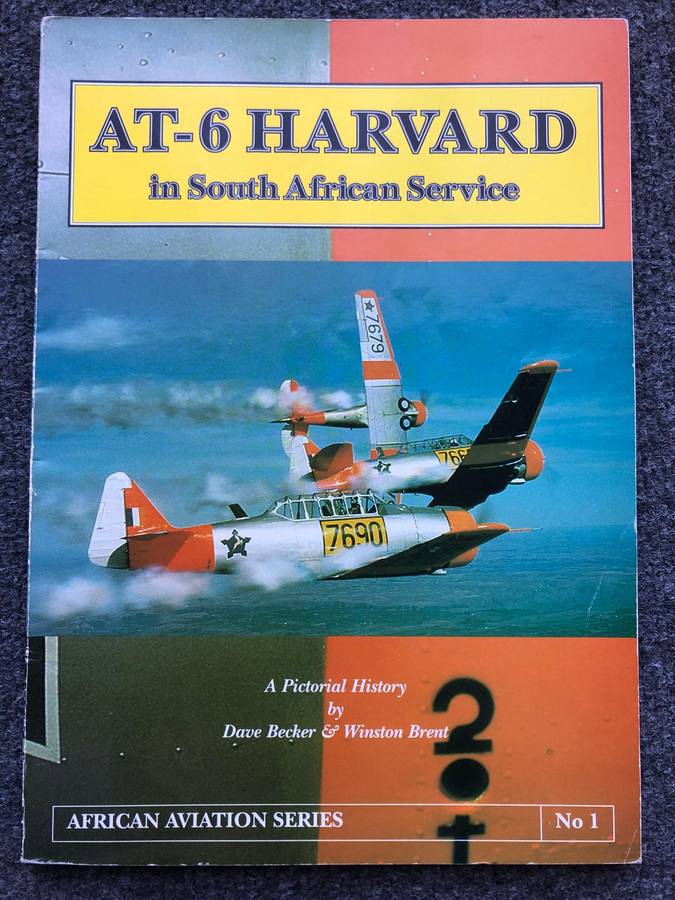 AT-6 HARVARD
in South African Service
7679
766
7690
A Pictorial History
by
Dave Becker & Winston Brent
AFRICAN AVIATION SERIES
No 1